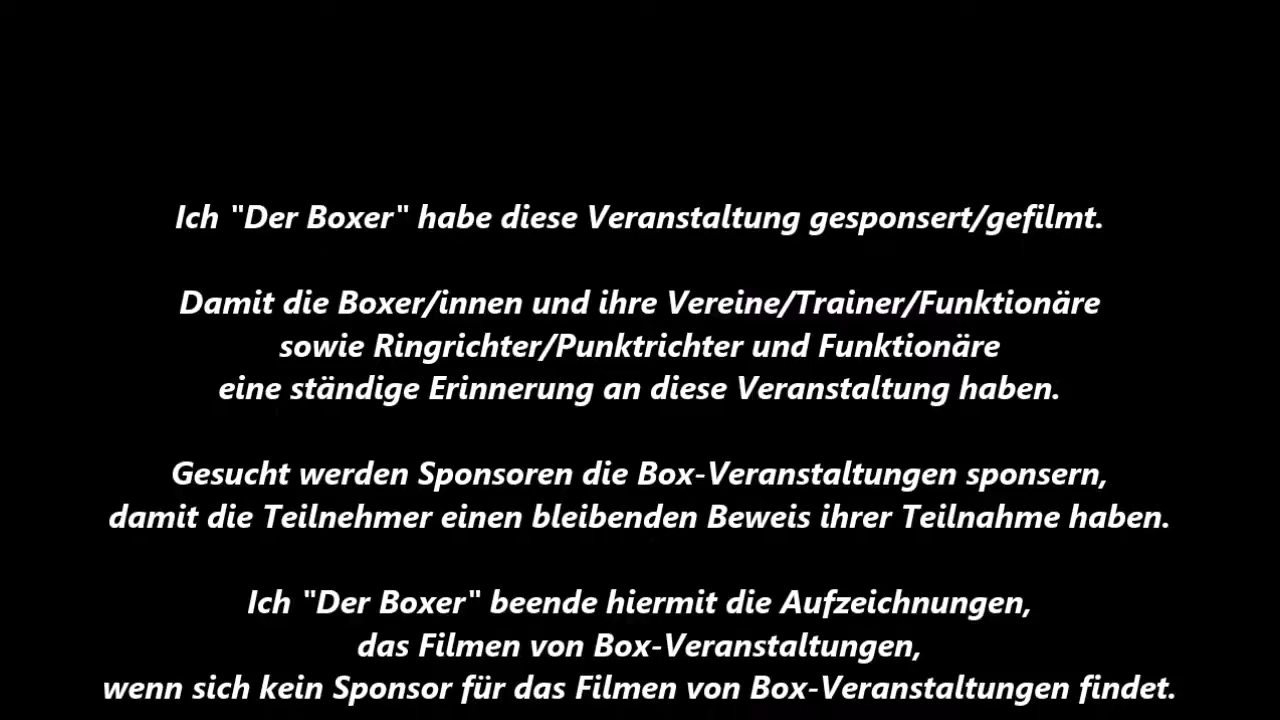 Ich "Der Boxer" habe diese Veranstaltung gesponsert/gefilmt.
Damit die Boxer/innen und ihre Vereine/Trainer/Funktionäre
sowie Ringrichter/Punktrichter und Funktionäre
eine ständige Erinnerung an diese Veranstaltung haben.
Gesucht werden Sponsoren die Box-Veranstaltungen sponsern,
damit die Teilnehmer einen bleibenden Beweis ihrer Teilnahme haben.
Ich "Der Boxer" beende hiermit die Aufzeichnungen,
das Filmen von Box-Veranstaltungen,
wenn sich kein Sponsor für das Filmen von Box-Veranstaltungen findet.